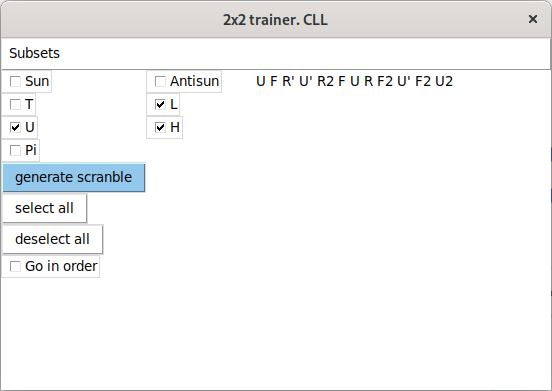 2x2 trainer. CLL
Subsets
Sun Antisun U F R' U' R2 F U R F2 U' F2 U2
T L
U H
Pi
generate scranble
select all
deselect all
Go in order